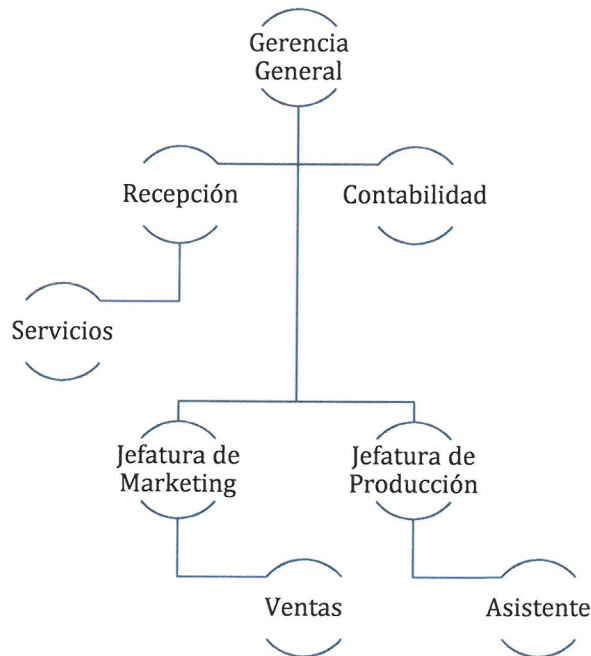 Gerencia
General
Recepción
Contabilidad
Servicios
Jefatura de
Marketing
Jefatura de
Producción
Ventas
Asistente